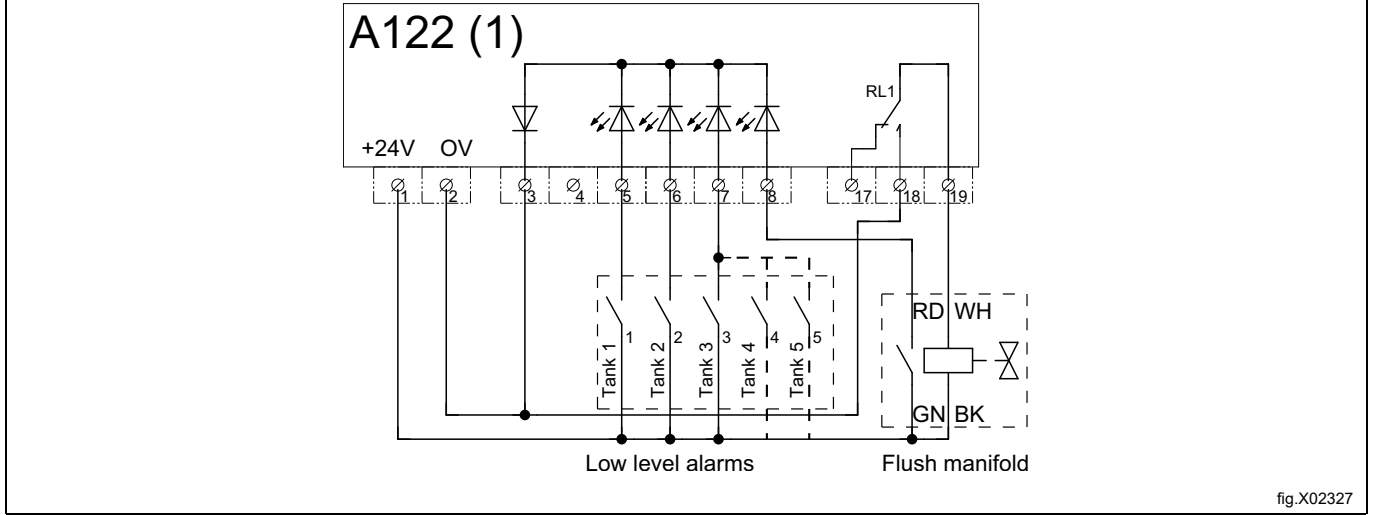 A122 (1)
RL1
+24V OV
1 2 3 4 5 6 7 8 17 18 19
RD WH
1 2 3 4 5
Tank 1 Tank 2 Tank 3 Tank 4 Tank 5
GN BK
Low level alarms Flush manifold
fig.X02327